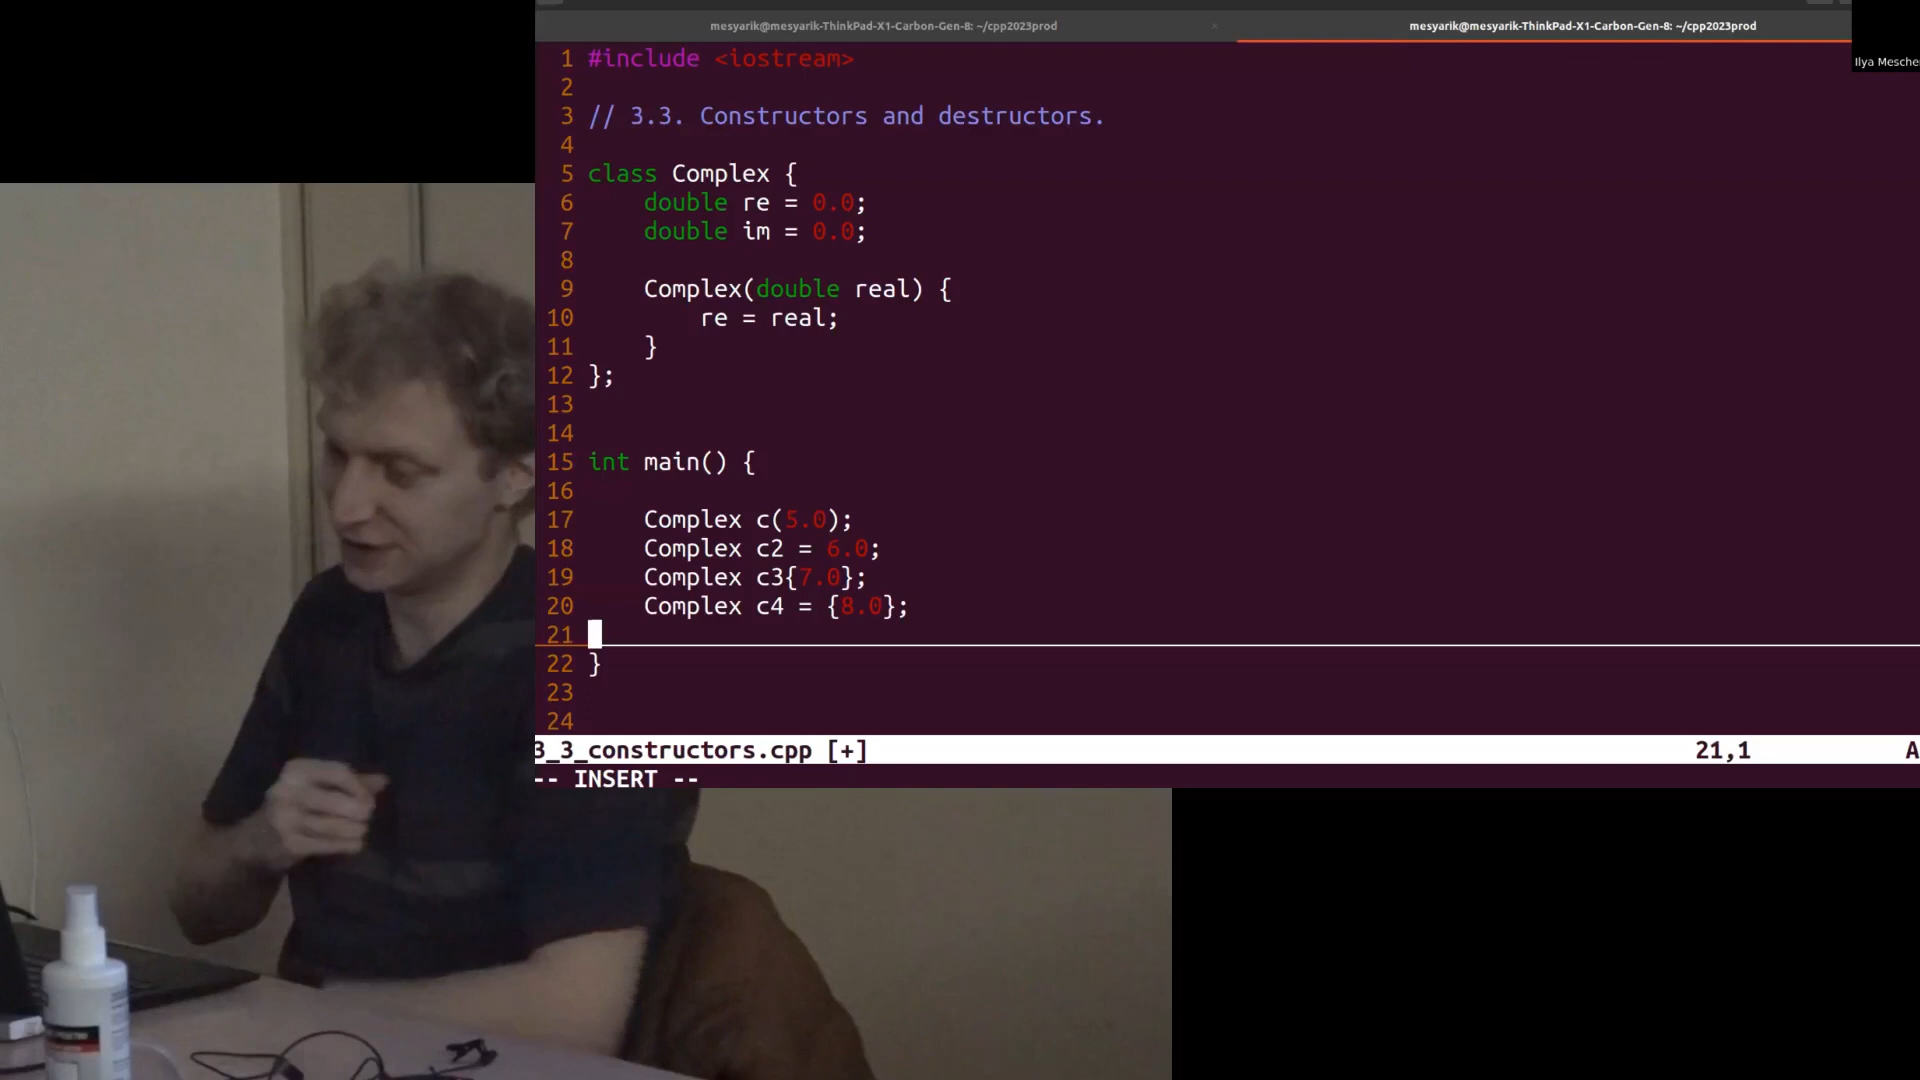 mesyarik@mesyarik-ThinkPad-X1-Carbon-Gen-8: ~/cpp2023prod
mesyarik@mesyarik-ThinkPad-X1-Carbon-Gen-8: ~/cpp2023prod
Ilya Mesche
1 #include <iostream>
2
3 // 3.3. Constructors and destructors.
4
5 class Complex {
6 double re = 0.0;
7 double im = 0.0;
8
9 Complex(double real) {
10 re = real;
11 }
12 };
13
14
15 int main() {
16
17 Complex c(5.0);
18 Complex c2 = 6.0;
19 Complex c3{7.0};
20 Complex c4 = {8.0};
21
22 }
23
24
3_3_constructors.cpp [+] 21,1 A
-- INSERT --